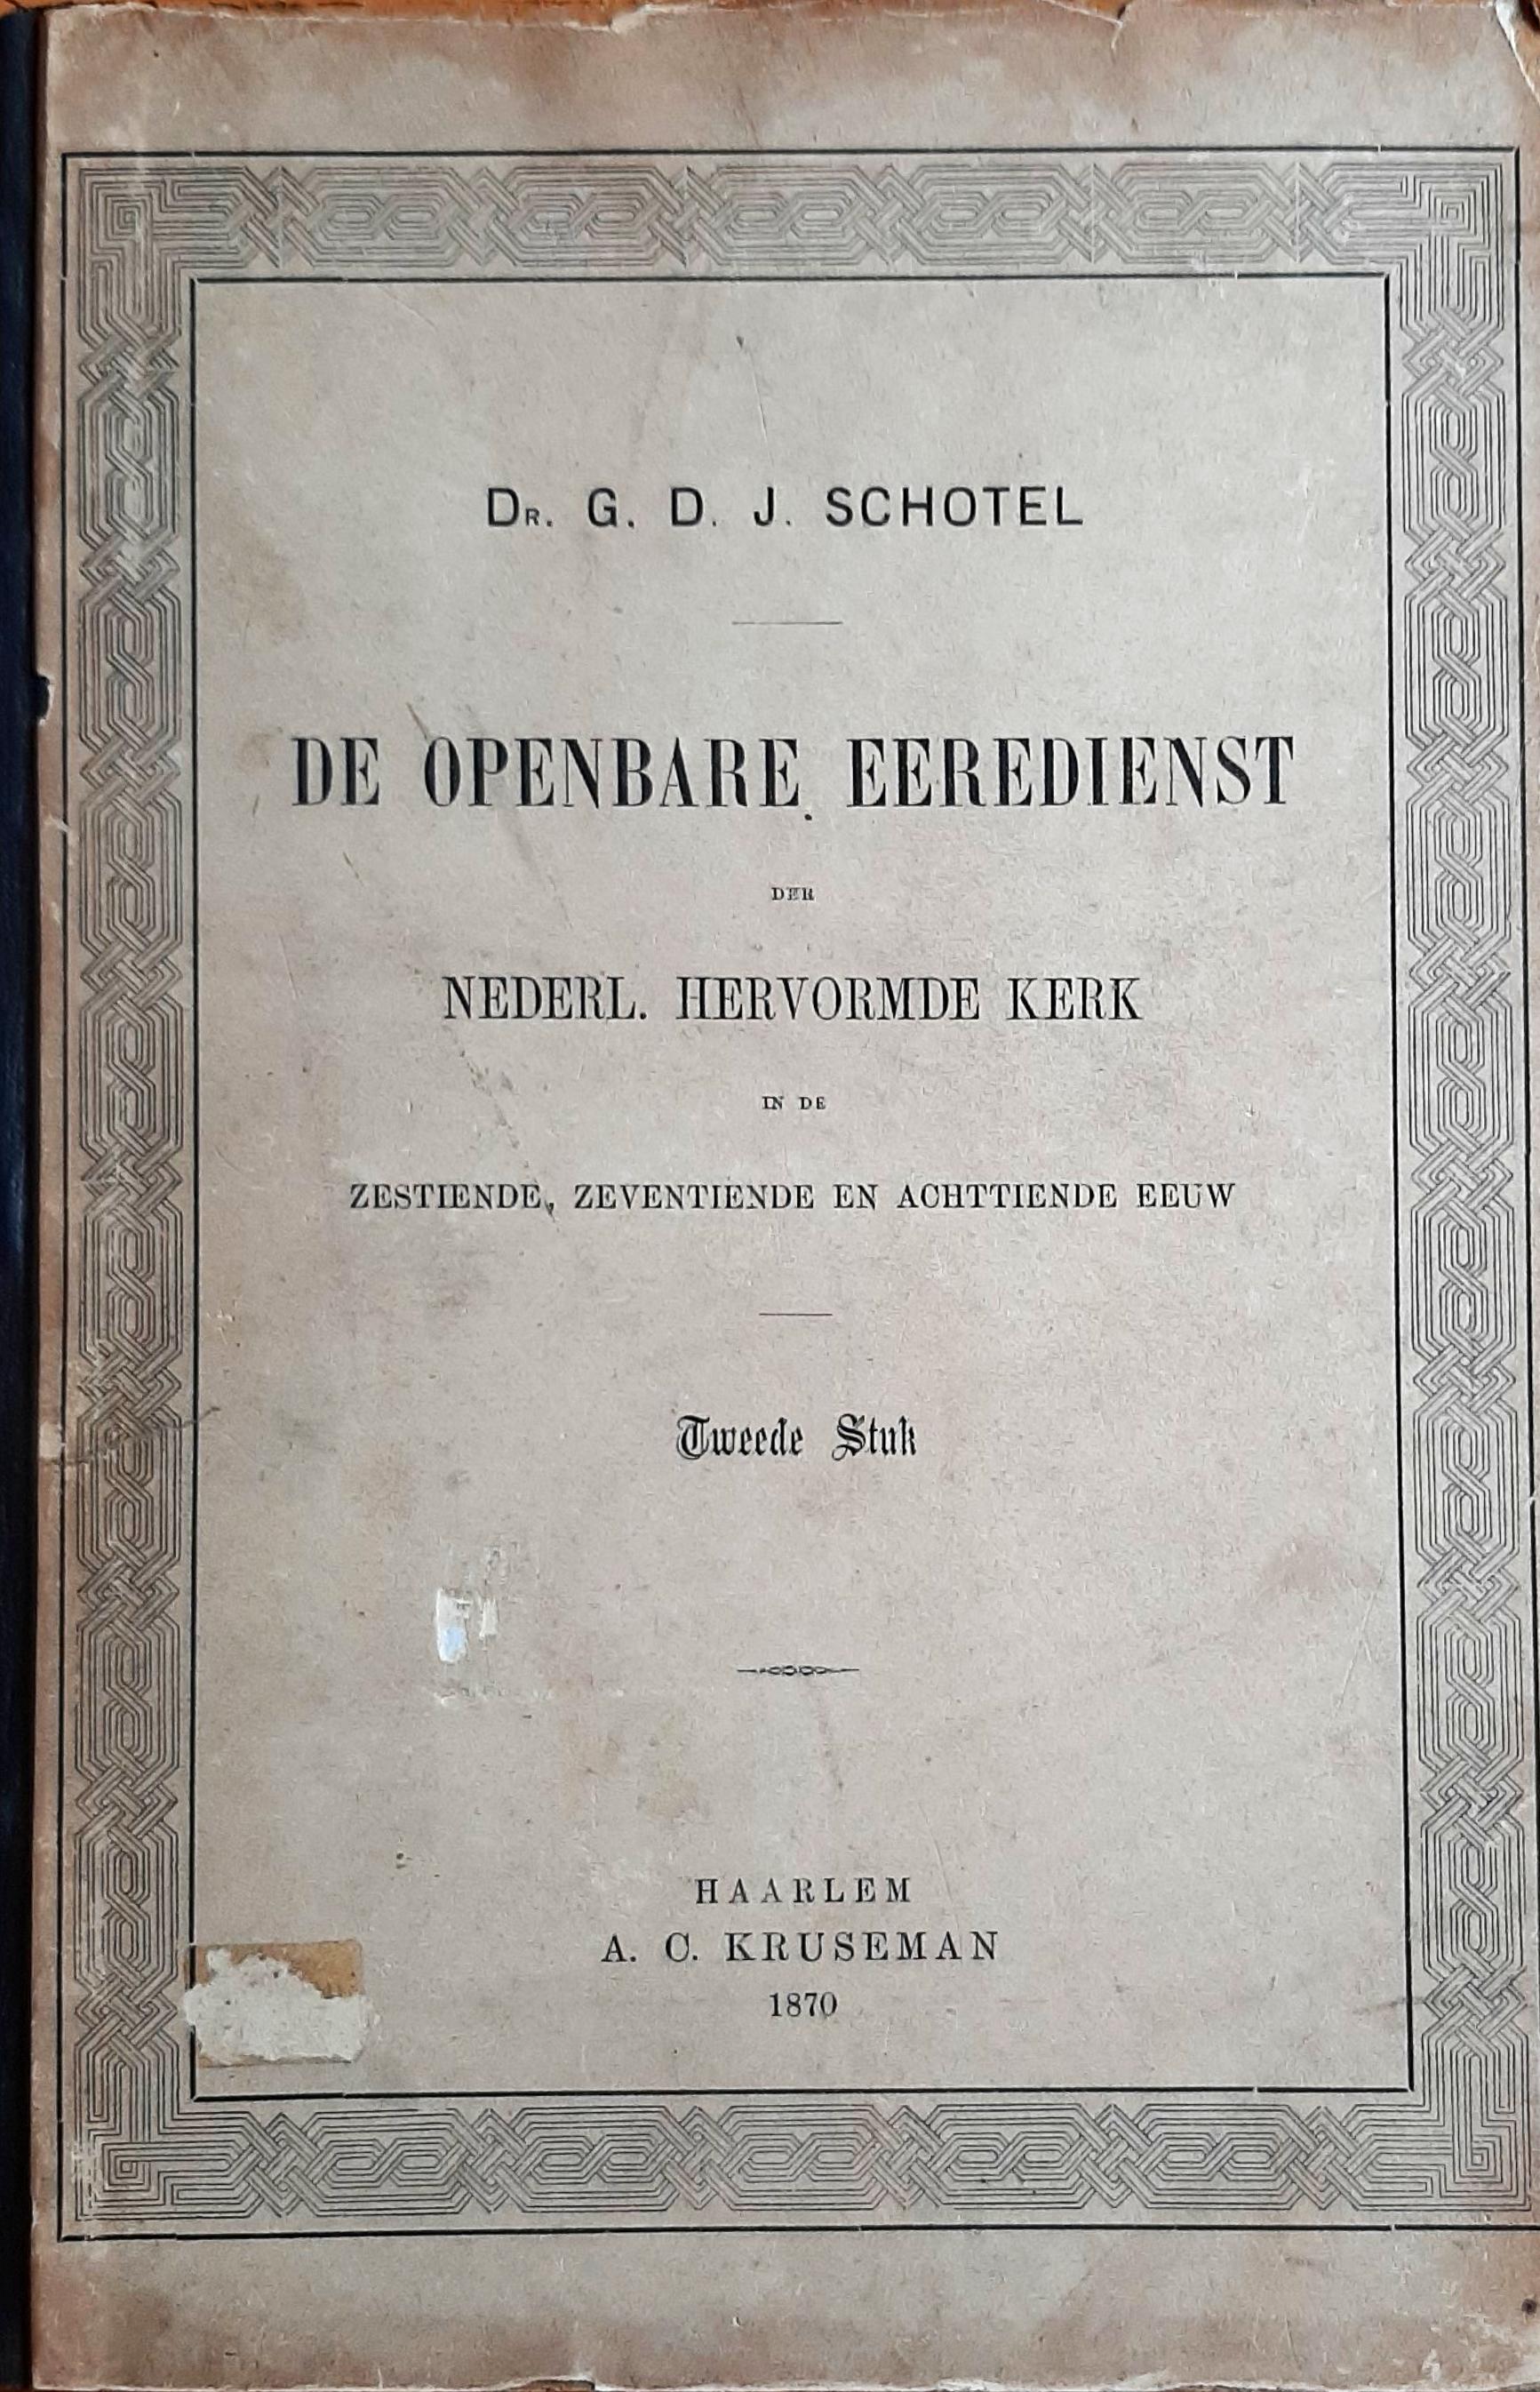 DR. G. D. J. SCHOTEL
DE OPENBARE EEREDIENST
DER
NEDERL. HERVORMDE KERK
IN DE
ZESTIENDE, ZEVENTIENDE EN ACHTTIENDE EEUW
Tweede Stuk
HAARLEM
A. C. KRUSEMAN
1870